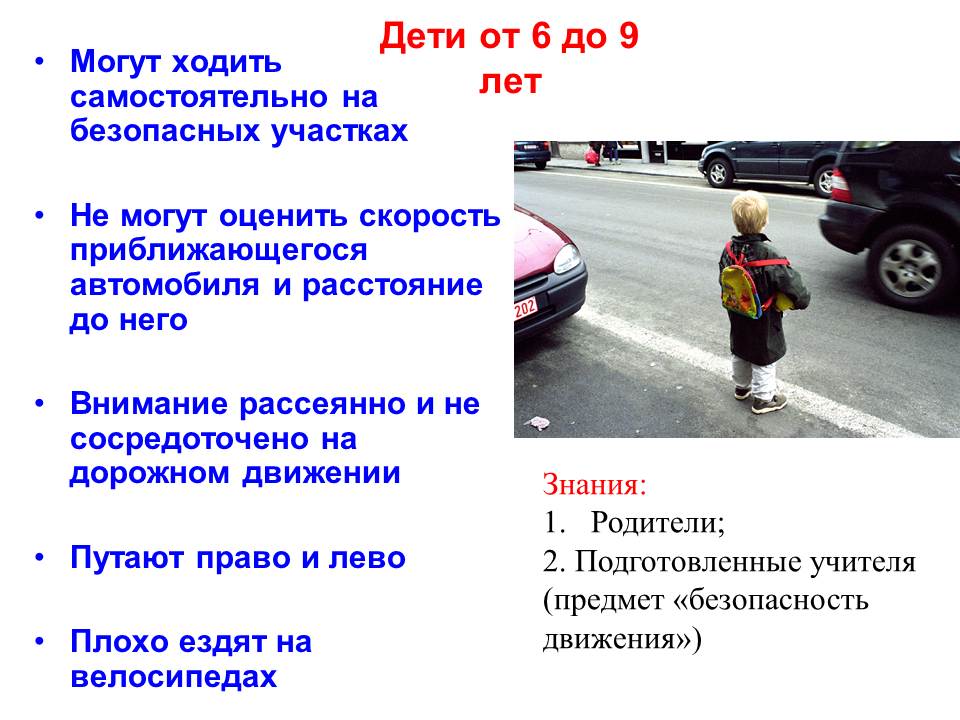 Дети от 6 до 9
лет
• Могут ходить
самостоятельно на
безопасных участках
• Не могут оценить скорость
приближающегося
автомобиля и расстояние
до него
• Внимание рассеянно и не
сосредоточено на
дорожном движении
• Путают право и лево
• Плохо ездят на
велосипедах
202
Знания:
1. Родители;
2. Подготовленные учителя
(предмет «безопасность
движения»)